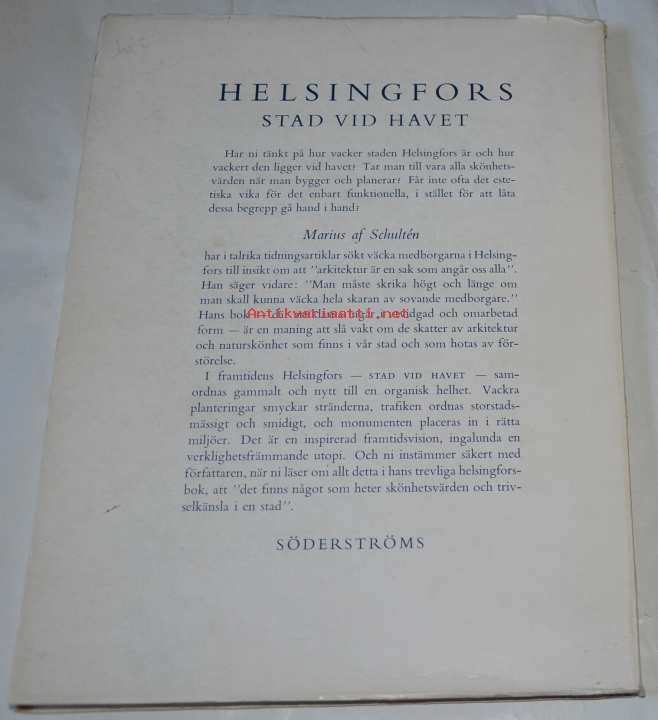 HELSINGFORS
STAD VID HAVET
Har ni tänkt på hur vacker staden Helsingfors är och hur
vackert den ligger vid havet? Tar man till vara alla skönhets-
värden när man bygger och planerar? Får inte ofta det este-
tiska vika för det enbart funktionella, i stället för att låta
dessa begrepp gå hand i hand?
Marius af Schultén
har i talrika tidningsartiklar sökt väcka medborgarna i Helsing-
fors till insikt om att "arkitektur är en sak som angår oss alla".
Han säger vidare: "Man måste skrika högt och länge om
man skall kunna väcka hela skaran av sovande medborgare."
Hans bok — i
Antikvariaatti.net
vidgad och omarbetad
form — är en maning att slå vakt om de skatter av arkitektur
och naturskönhet som finns i vår stad och som hotas av för-
störelse.
I framtidens Helsingfors — STAD VID HAVET — sam-
ordnas gammalt och nytt till en organisk helhet. Vackra
planteringar smyckar stränderna, trafiken ordnas storstads-
mässigt och smidigt, och monumenten placeras in i rätta
miljöer. Det är en inspirerad framtidsvision, ingalunda en
verklighetsfrämmande utopi. Och ni instämmer säkert med
författaren, när ni läser om allt detta i hans trevliga helsingfors-
bok, att "det finns något som heter skönhetsvärden och triv-
selkänsla i en stad".
SÖDERSTRÖMS